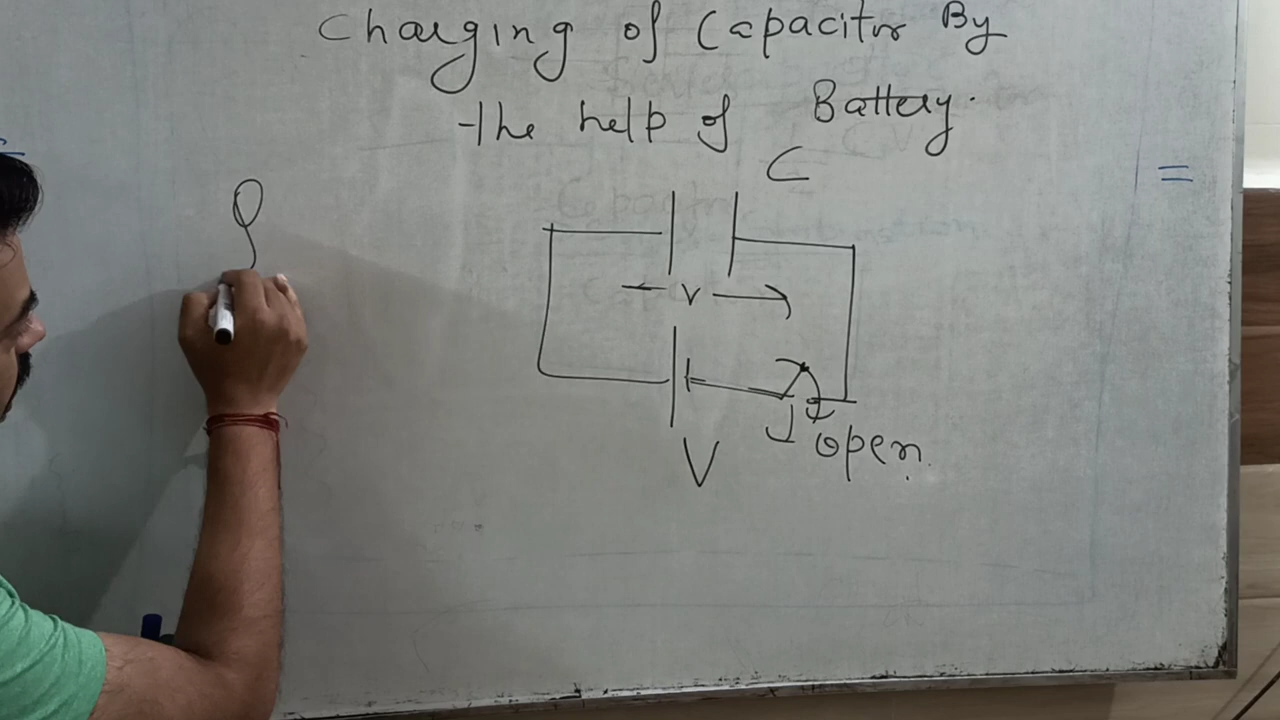 Charging of Capacitor By
the help of Battery.
C
V
open.
V
=